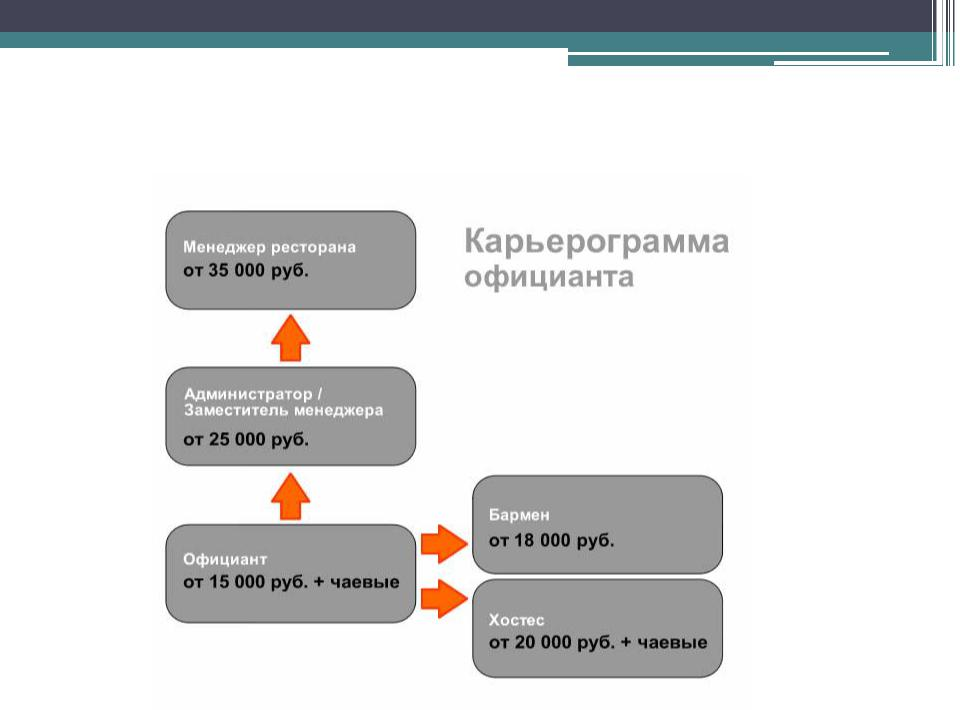 Карьерограмма
официанта
Менеджер ресторана
от 35 000 руб.
Администратор /
Заместитель менеджера
от 25 000 руб.
Официант
от 15 000 руб. + чаевые
Бармен
от 18 000 руб.
Хостес
от 20 000 руб. + чаевые